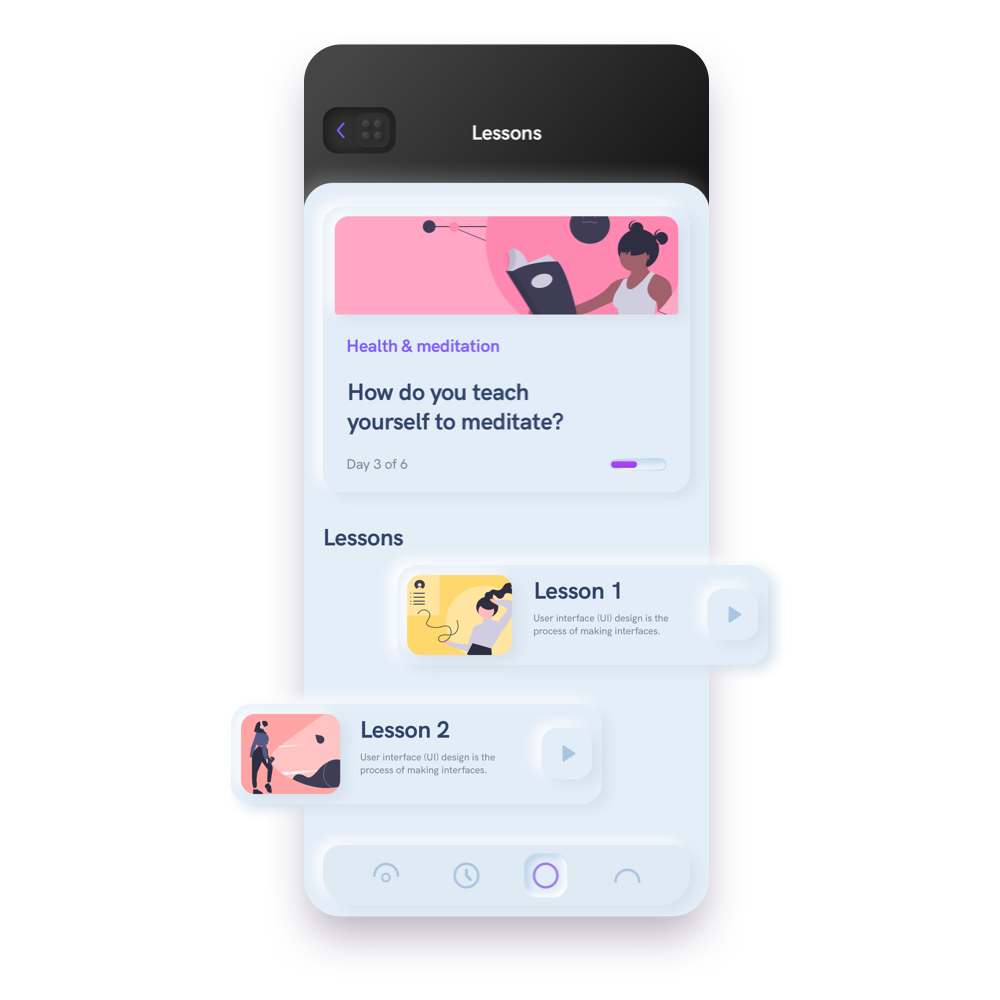 Lessons
Health & meditation
How do you teach
yourself to meditate?
Day 3 of 6
Lessons
Lesson 1
User interface (UI) design is the
process of making interfaces.
Lesson 2
User interface (UI) design is the
process of making interfaces.